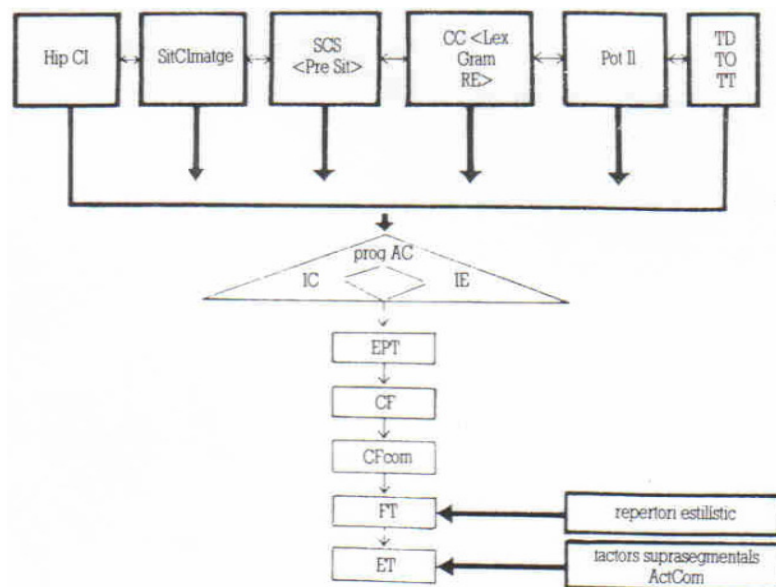 Hip CI
SitCImatge
SCS
<Pre Sit>
CC <Lex
Gram
RE>
Pot Il
TD
TO
TT
prog AC
IC
IE
EPT
CF
CFcom
FT
repertori estilístic
ET
factors suprasegmentals
ActCom